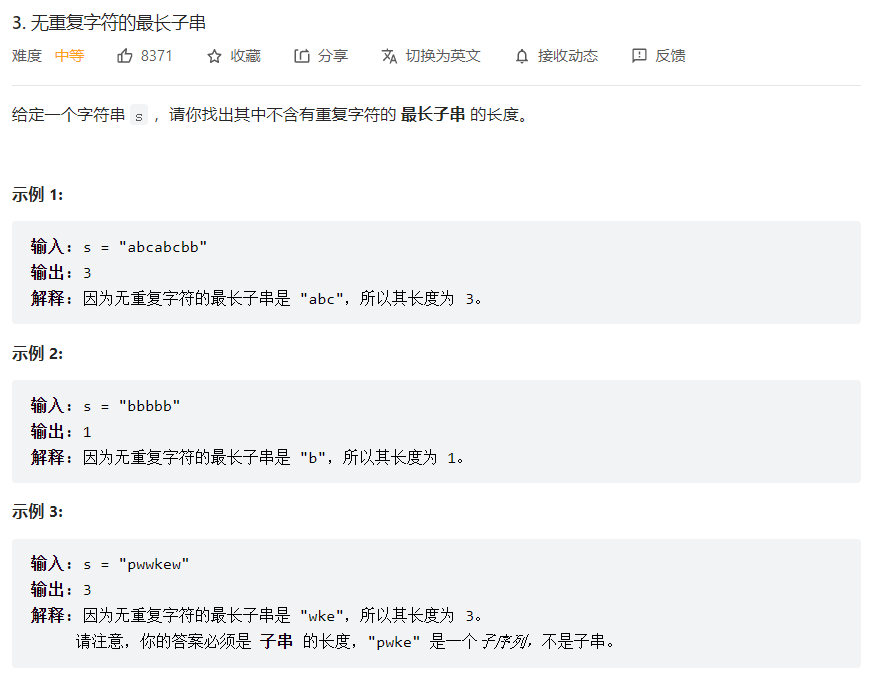 3. 无重复字符的最长子串
难度 中等 8371 收藏 分享 切换为英文 接收动态 反馈
给定一个字符串 s ，请你找出其中不含有重复字符的 最长子串 的长度。
示例 1:
输入: s = "abcabcbb"
输出: 3
解释: 因为无重复字符的最长子串是 "abc"，所以其长度为 3。
示例 2:
输入: s = "bbbbb"
输出: 1
解释: 因为无重复字符的最长子串是 "b"，所以其长度为 1。
示例 3:
输入: s = "pwwkew"
输出: 3
解释: 因为无重复字符的最长子串是 "wke"，所以其长度为 3。
请注意，你的答案必须是 子串 的长度，"pwke" 是一个子序列，不是子串。